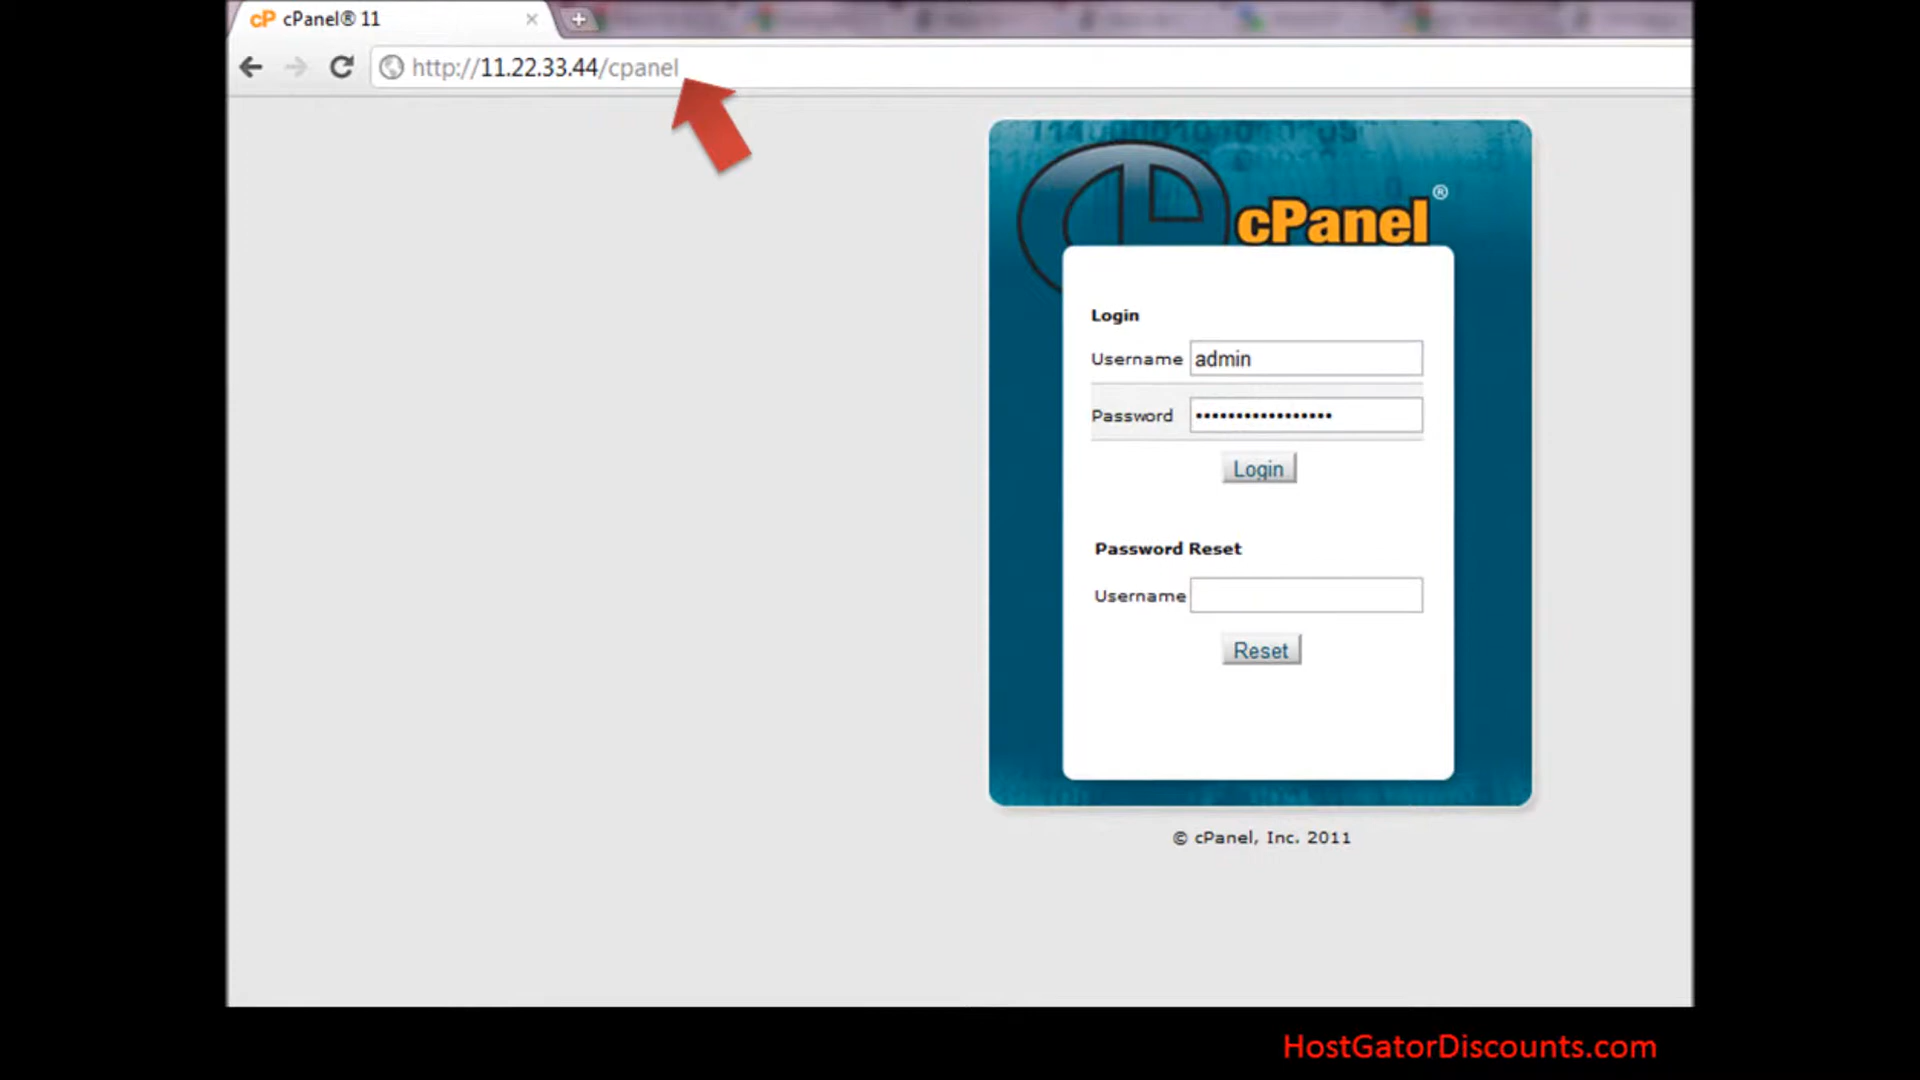 cP cPanel® 11
http://11.22.33.44/cpanel
cPanel®
Login
Username admin
Password •••••••••••••••••
Login
Password Reset
Username
Reset
© cPanel, Inc. 2011
HostGatorDiscounts.com